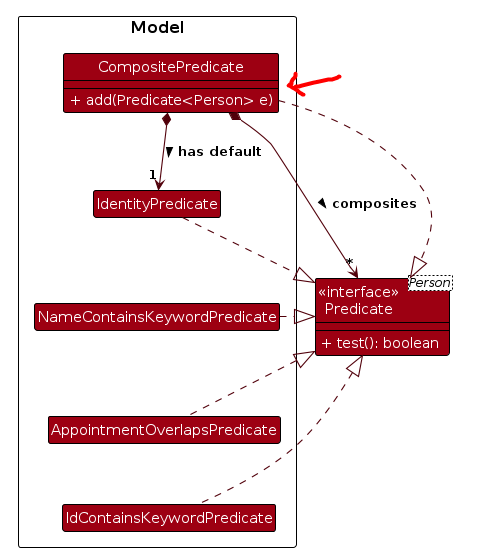 Model
CompositePredicate
+ add(Predicate<Person> e)
has default
1
composites
*
IdentityPredicate
Person
«interface»
Predicate
+ test(): boolean
NameContainsKeywordPredicate
AppointmentOverlapsPredicate
IdContainsKeywordPredicate